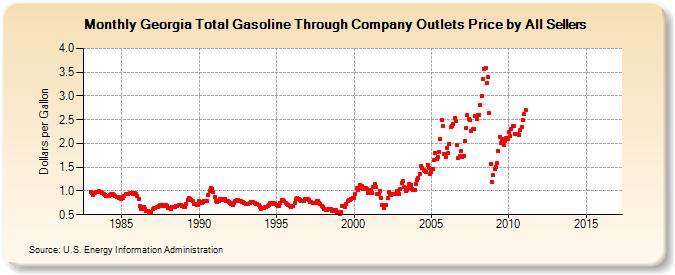 Monthly Georgia Total Gasoline Through Company Outlets Price by All Sellers
Dollars per Gallon
4.0
3.5
3.0
2.5
2.0
1.5
1.0
0.5
1985 1990 1995 2000 2005 2010 2015
Source: U.S. Energy Information Administration